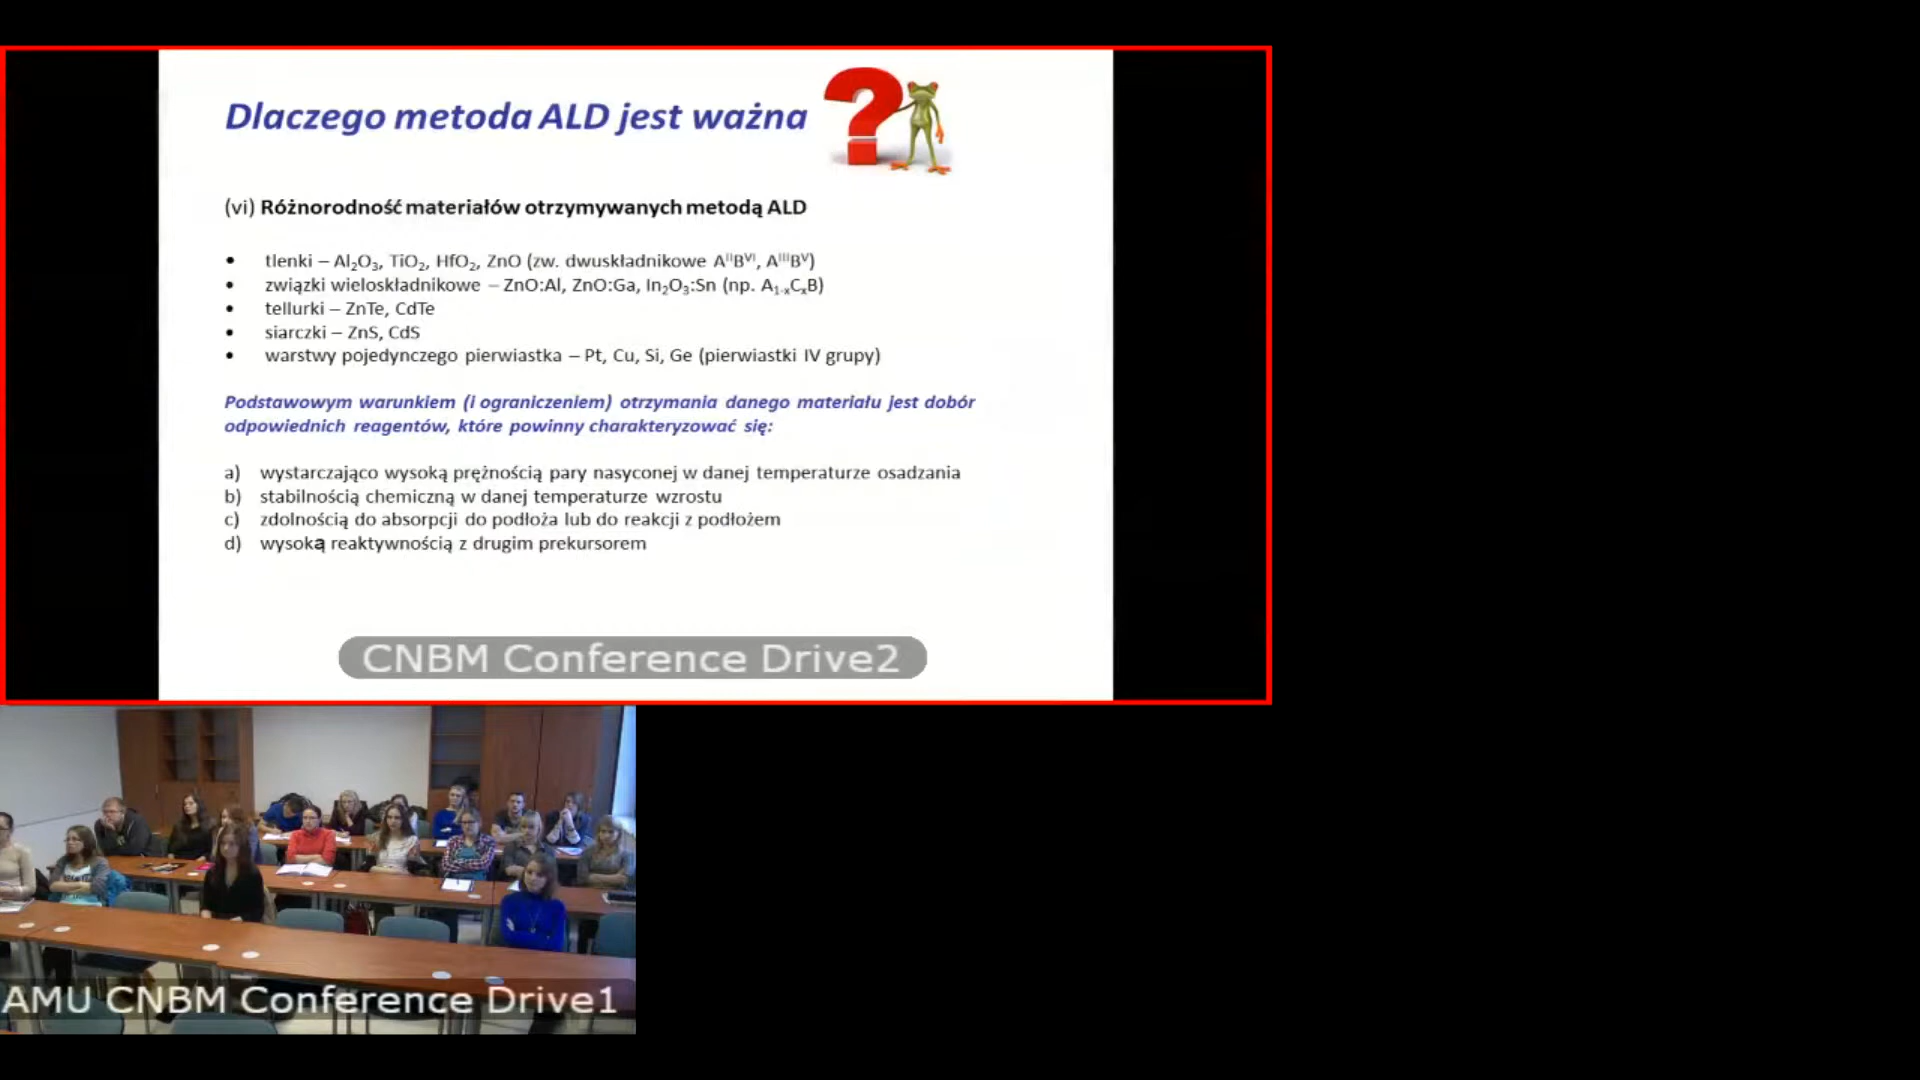 Dlaczego metoda ALD jest ważna
?
(vi) Różnorodność materiałów otrzymywanych metodą ALD
• tlenki – Al₂O₃, TiO₂, HfO₂, ZnO (zw. dwuskładnikowe AᴵᴵBⱽᴵ, AᴵᴵᴵBⱽ)
• związki wieloskładnikowe – ZnO:Al, ZnO:Ga, In₂O₃:Sn (np. A₁₋ₓCₓB)
• tellurki – ZnTe, CdTe
• siarczki – ZnS, CdS
• warstwy pojedynczego pierwiastka – Pt, Cu, Si, Ge (pierwiastki IV grupy)
Podstawowym warunkiem (i ograniczeniem) otrzymania danego materiału jest dobór
odpowiednich reagentów, które powinny charakteryzować się:
a) wystarczająco wysoką prężnością pary nasyconej w danej temperaturze osadzania
b) stabilnością chemiczną w danej temperaturze wzrostu
c) zdolnością do absorpcji do podłoża lub do reakcji z podłożem
d) wysoką reaktywnością z drugim prekursorem
CNBM Conference Drive2
AMU CNBM Conference Drive1